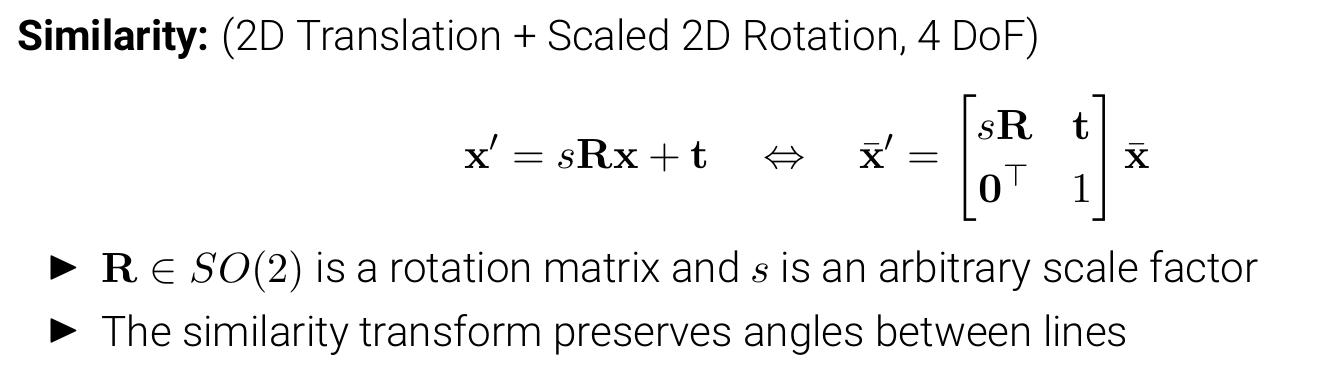 Similarity: (2D Translation + Scaled 2D Rotation, 4 DoF)
x′ = sRx + t ⇔ x̄′ = [sR t; 0⊤ 1] x̄
▶ R ∈ SO(2) is a rotation matrix and s is an arbitrary scale factor
▶ The similarity transform preserves angles between lines